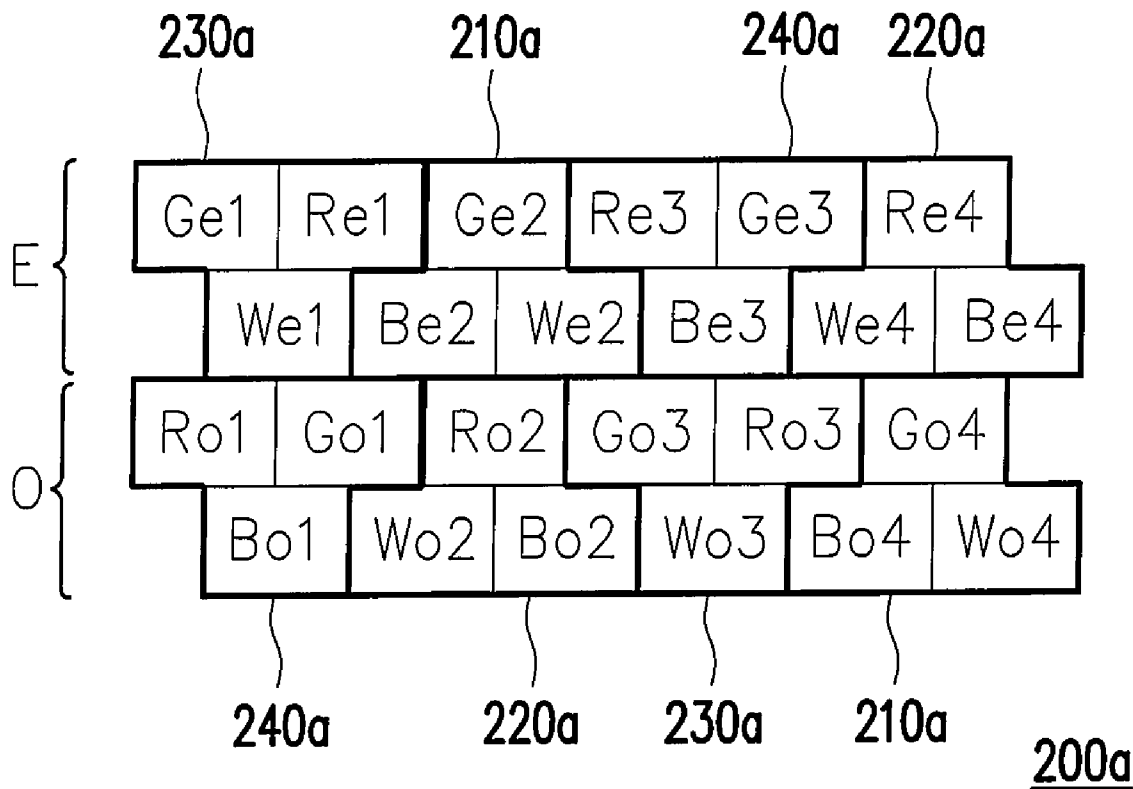 230a 210a 240a 220a
E
Ge1 Re1 Ge2 Re3 Ge3 Re4
We1 Be2 We2 Be3 We4 Be4
O
Ro1 Go1 Ro2 Go3 Ro3 Go4
Bo1 Wo2 Bo2 Wo3 Bo4 Wo4
240a 220a 230a 210a
200a